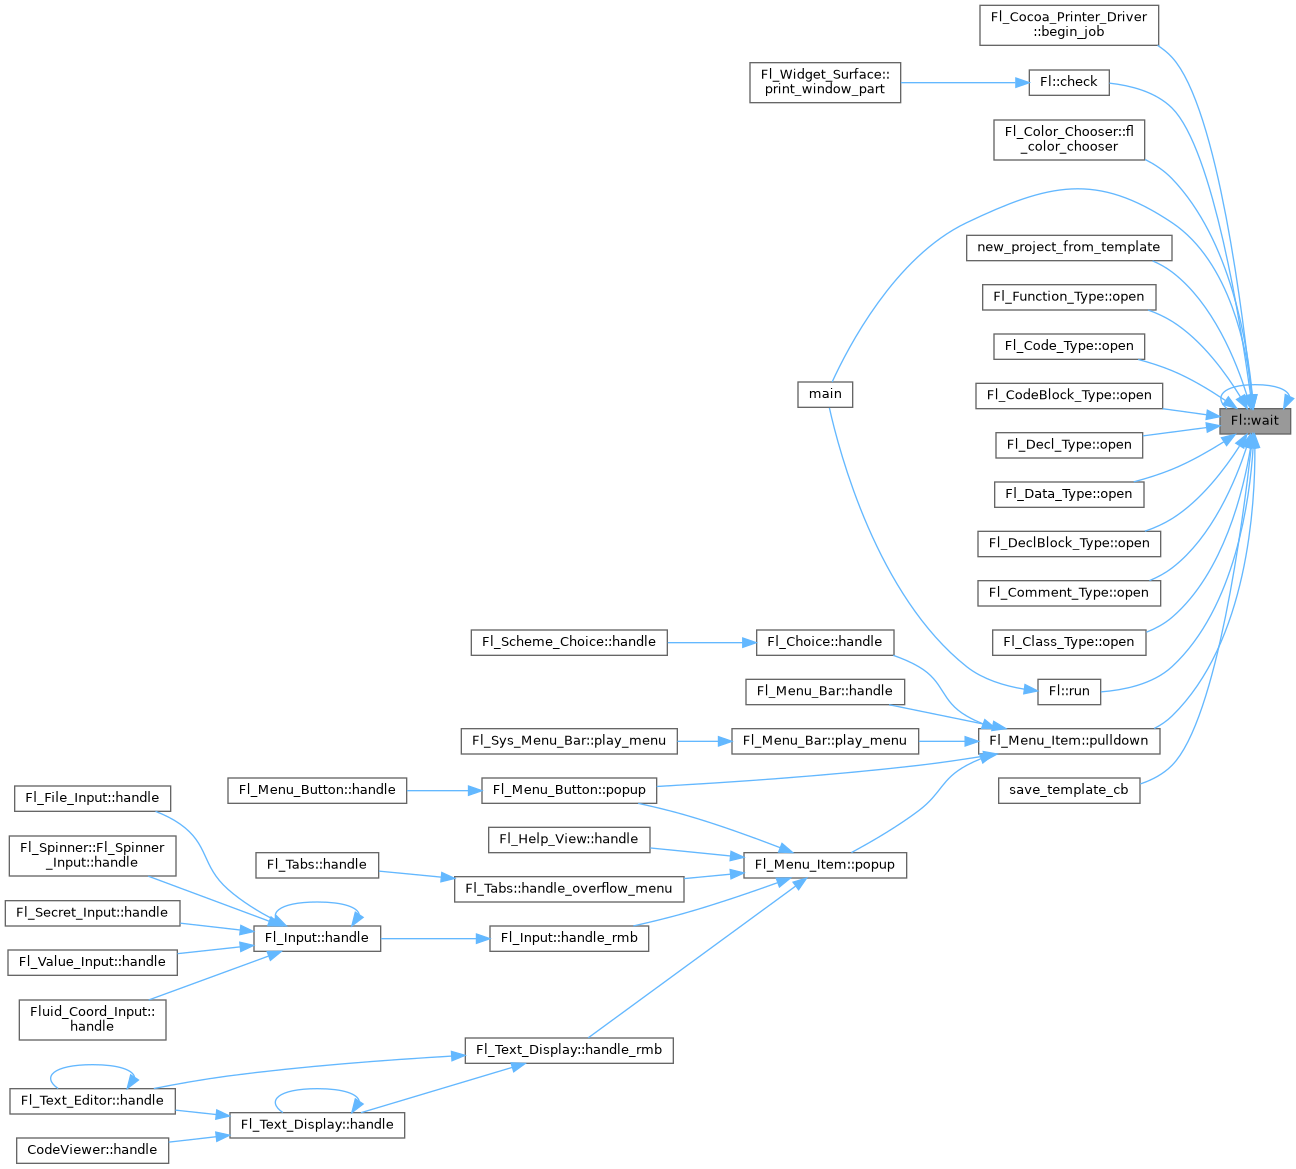 Fl_Cocoa_Printer_Driver
::begin_job
Fl_Widget_Surface::
print_window_part
Fl::check
Fl_Color_Chooser::fl
_color_chooser
new_project_from_template
Fl_Function_Type::open
Fl_Code_Type::open
main
Fl_CodeBlock_Type::open
Fl::wait
Fl_Decl_Type::open
Fl_Data_Type::open
Fl_DeclBlock_Type::open
Fl_Comment_Type::open
Fl_Scheme_Choice::handle
Fl_Choice::handle
Fl_Class_Type::open
Fl_Menu_Bar::handle
Fl::run
Fl_Sys_Menu_Bar::play_menu
Fl_Menu_Bar::play_menu
Fl_Menu_Item::pulldown
Fl_Menu_Button::handle
Fl_Menu_Button::popup
save_template_cb
Fl_File_Input::handle
Fl_Help_View::handle
Fl_Spinner::Fl_Spinner
_Input::handle
Fl_Tabs::handle
Fl_Menu_Item::popup
Fl_Tabs::handle_overflow_menu
Fl_Secret_Input::handle
Fl_Input::handle
Fl_Input::handle_rmb
Fl_Value_Input::handle
Fluid_Coord_Input::
handle
Fl_Text_Display::handle_rmb
Fl_Text_Editor::handle
Fl_Text_Display::handle
CodeViewer::handle